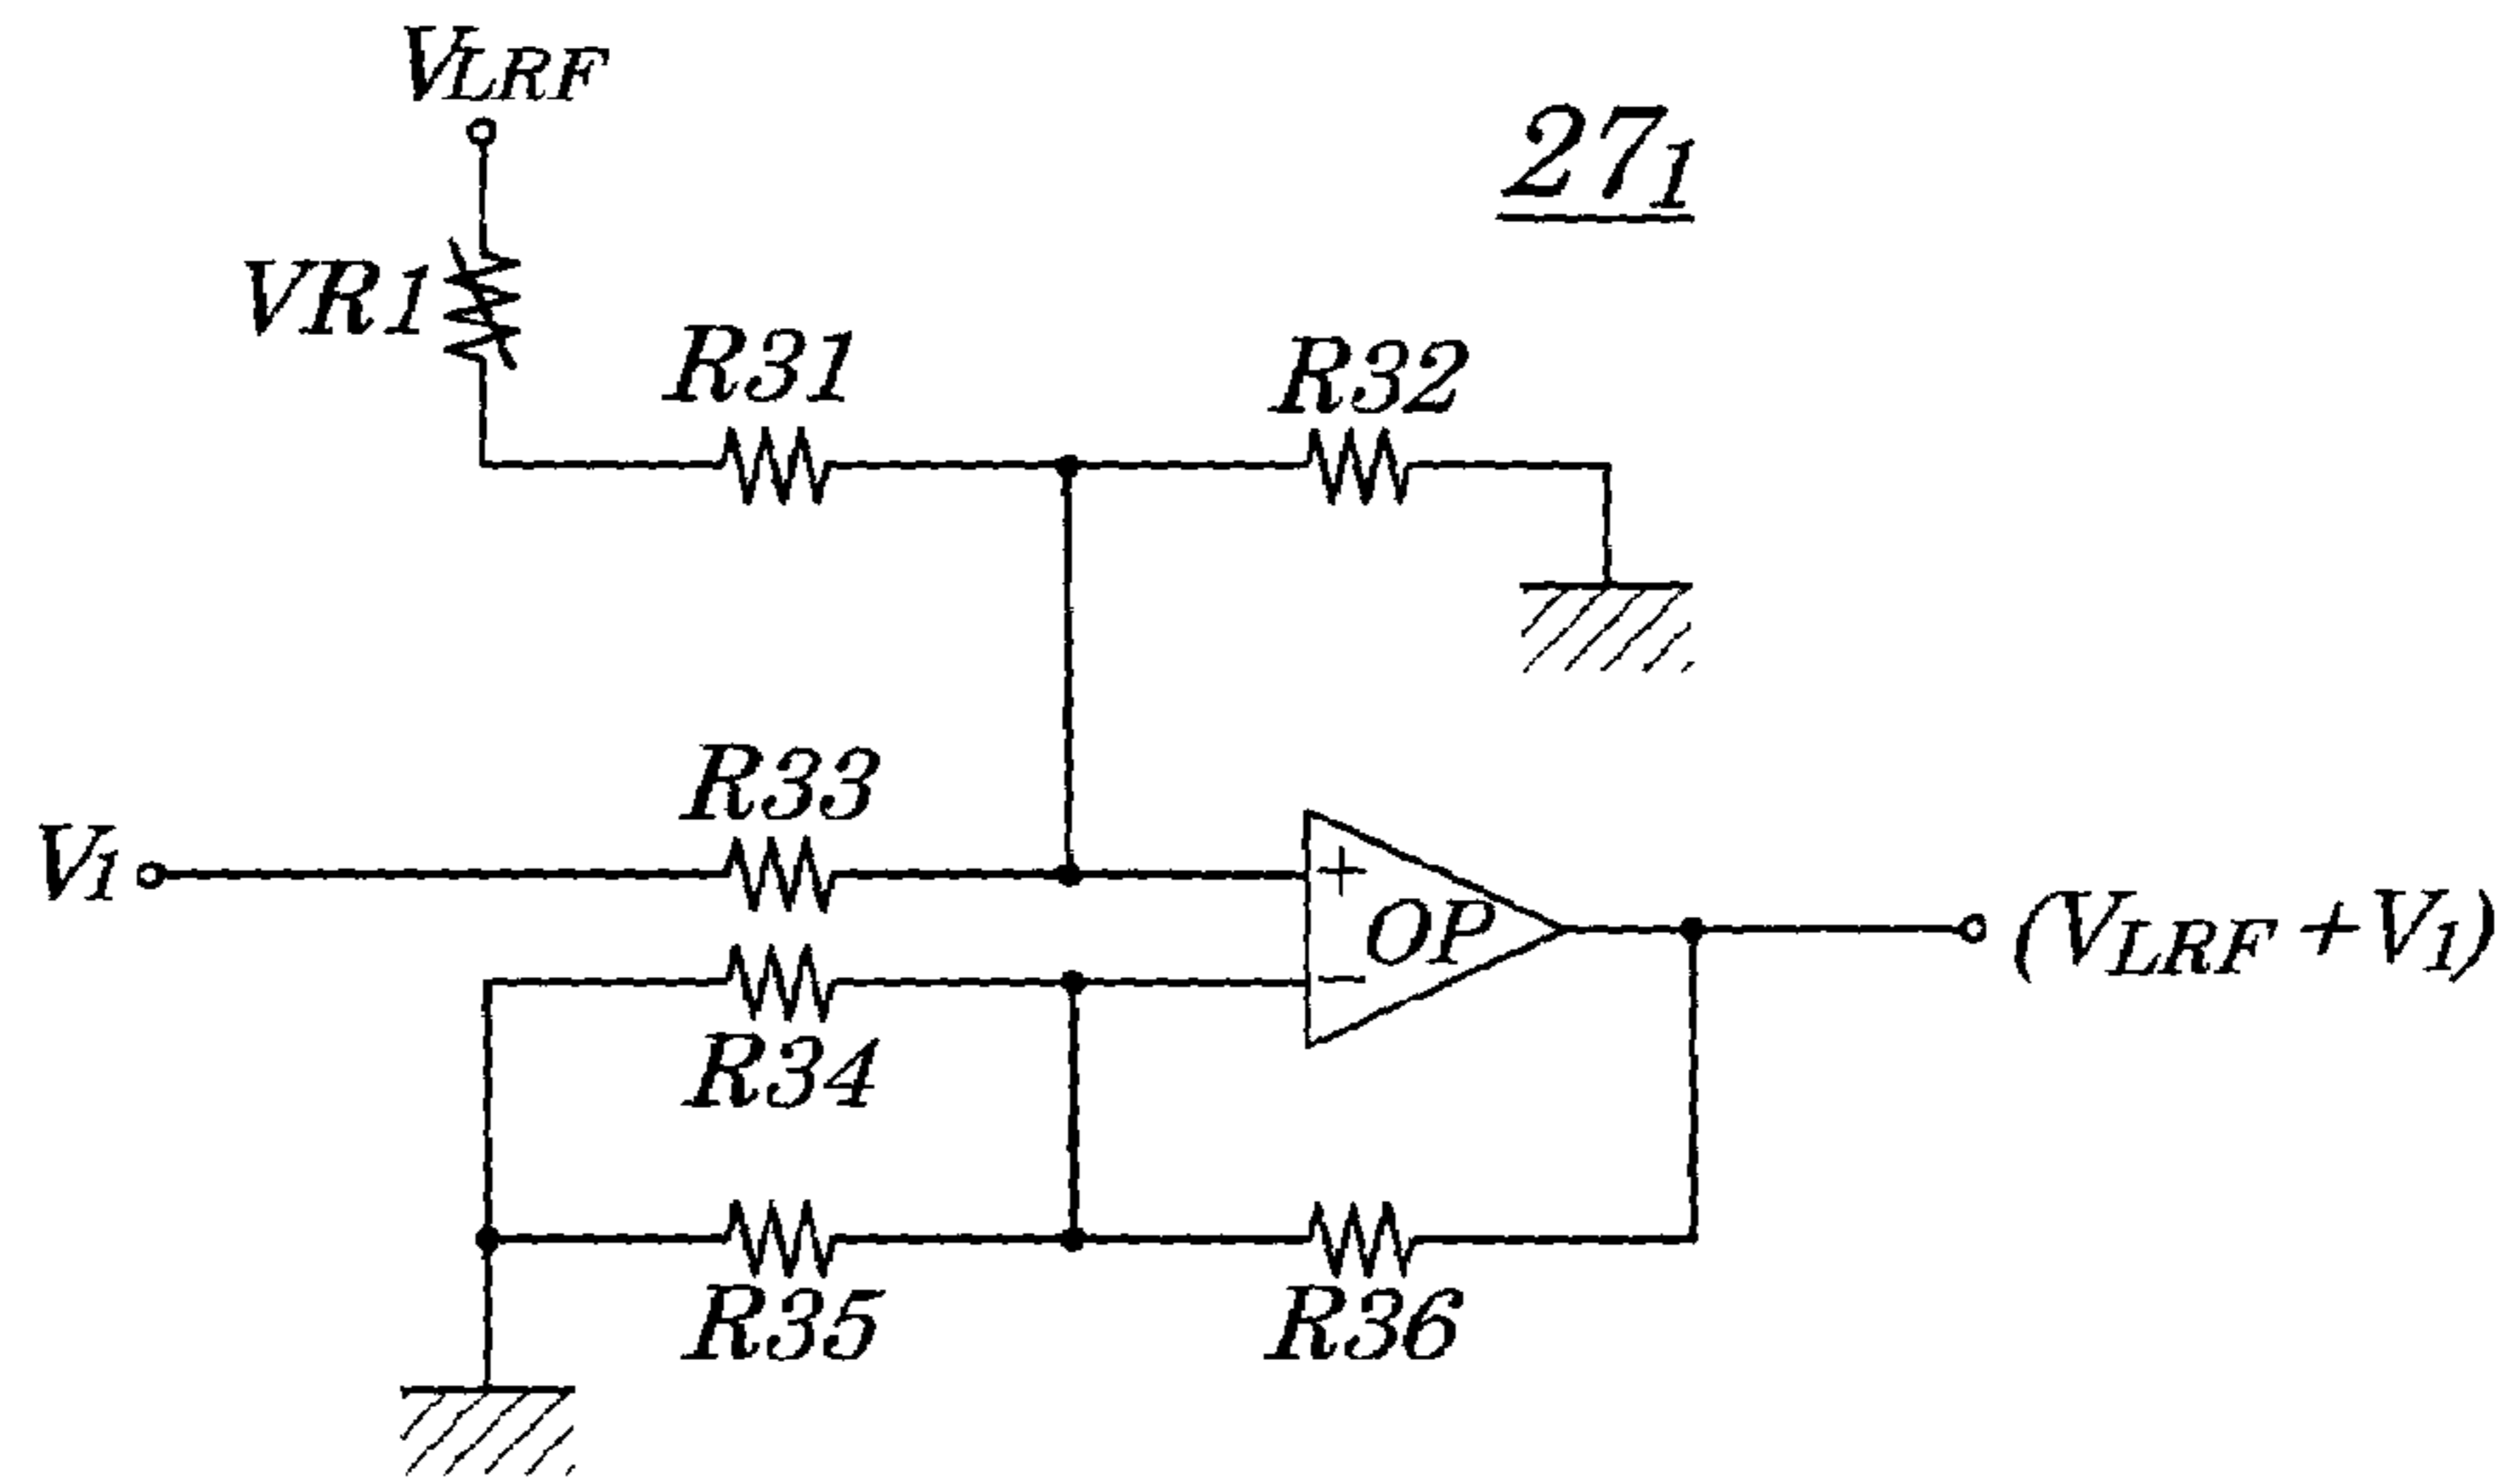 VLRF
27₁
VR1
R31
R32
R33
V₁
+
OP
(VLRF+V₁)
−
R34
R35
R36